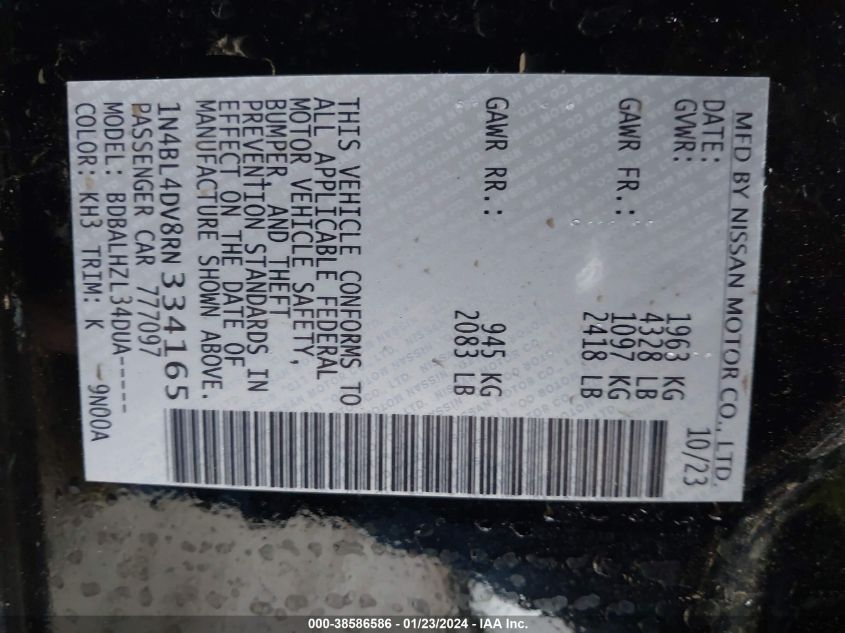 MFD BY NISSAN MOTOR CO., LTD.
DATE: 10/23
GVWR: 1963 KG
4328 LB
GAWR FR.: 1097 KG
2418 LB
GAWR RR.: 945 KG
2083 LB
THIS VEHICLE CONFORMS TO
ALL APPLICABLE FEDERAL
MOTOR VEHICLE SAFETY,
BUMPER, AND THEFT
PREVENTION STANDARDS IN
EFFECT ON THE DATE OF
MANUFACTURE SHOWN ABOVE.
1N4BL4DV8RN334165
PASSENGER CAR 777097
MODEL: BDBALHZL34DUA-----
COLOR: KH3 TRIM: K - 9N00A
000-38586586 / 01/23/2024 - IAA Inc.